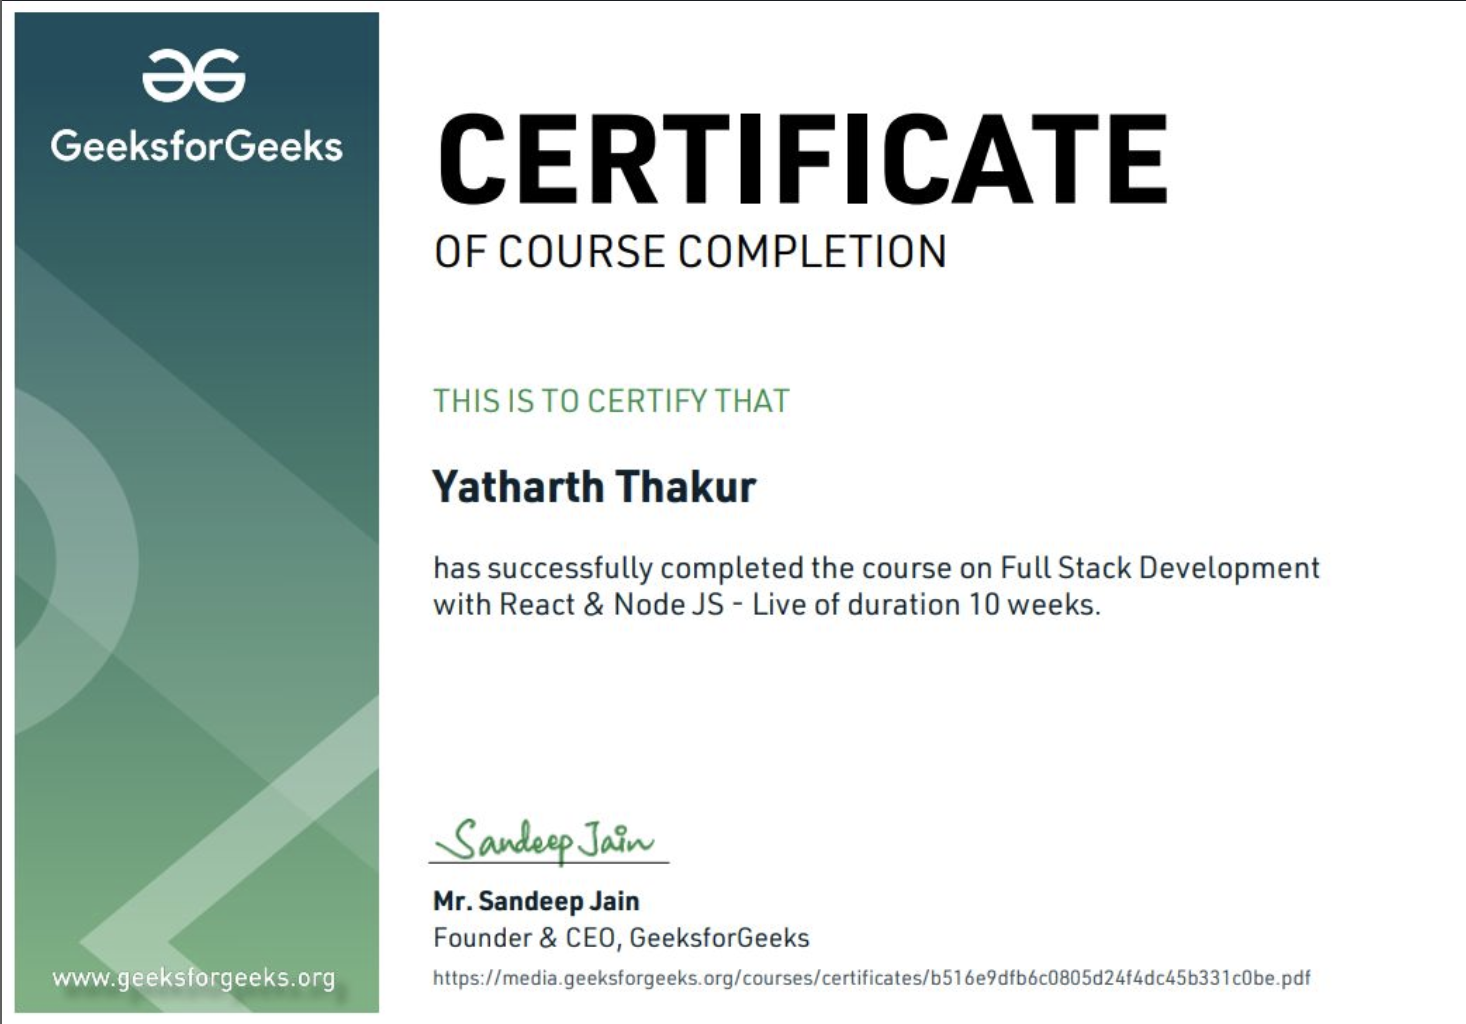 GeeksforGeeks
CERTIFICATE
OF COURSE COMPLETION
THIS IS TO CERTIFY THAT
Yatharth Thakur
has successfully completed the course on Full Stack Development
with React & Node JS - Live of duration 10 weeks.
Sandeep Jain
Mr. Sandeep Jain
Founder & CEO, GeeksforGeeks
https://media.geeksforgeeks.org/courses/certificates/b516e9dfb6c0805d24f4dc45b331c0be.pdf
www.geeksforgeeks.org